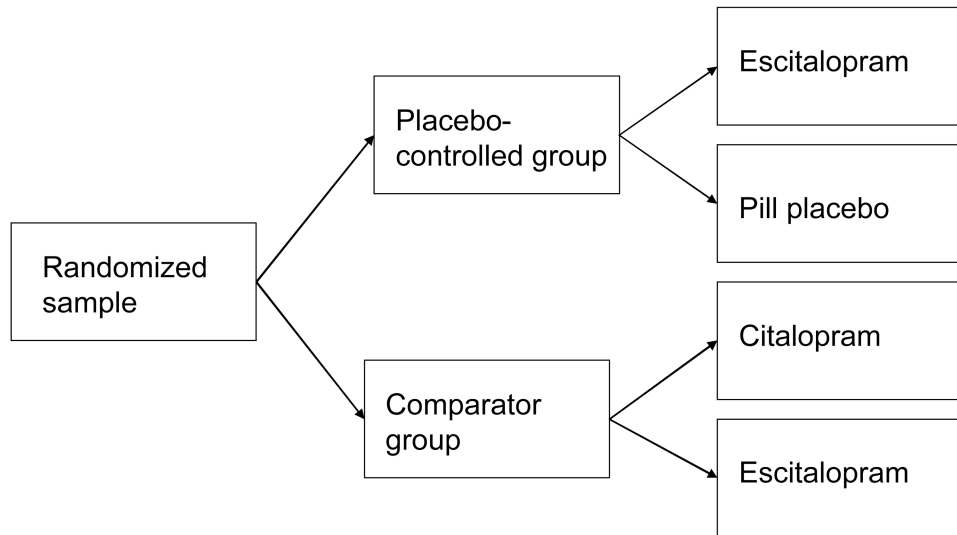 Randomized
sample
Placebo-
controlled group
Comparator
group
Escitalopram
Pill placebo
Citalopram
Escitalopram